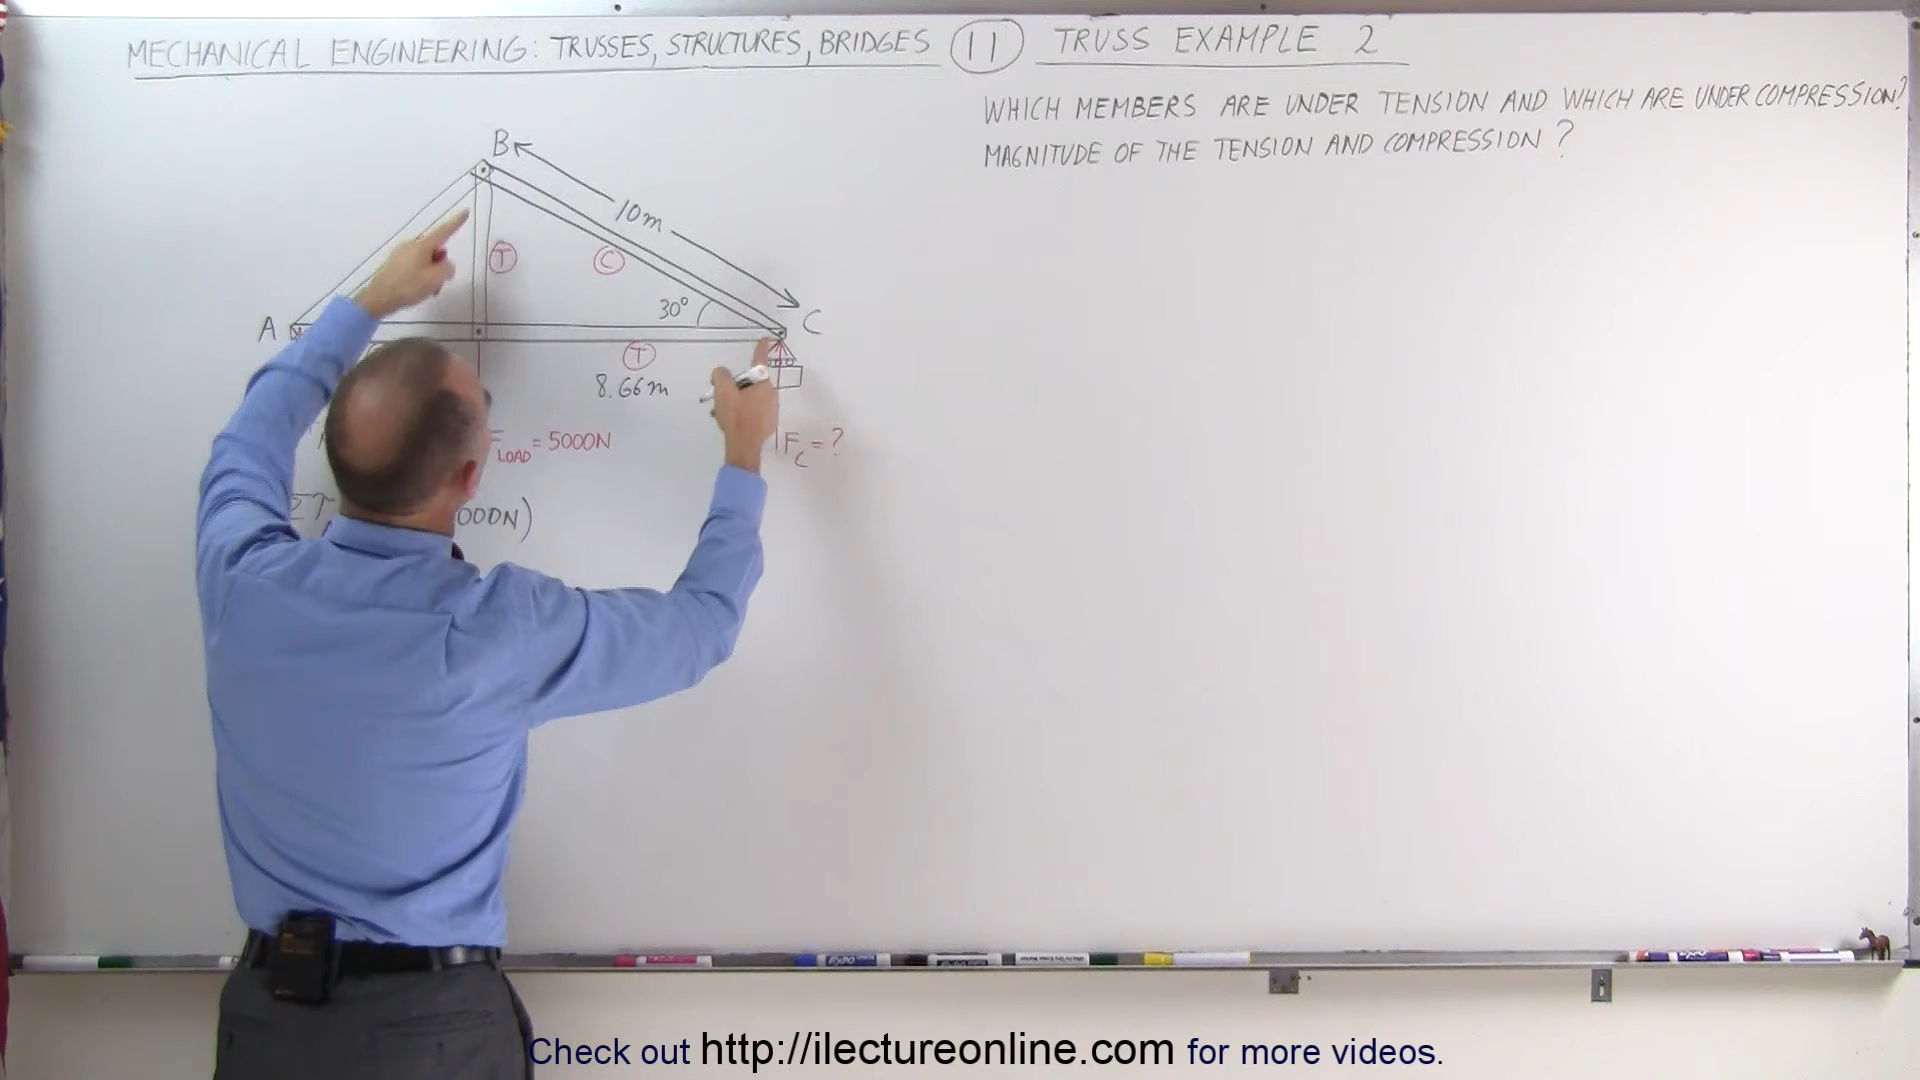 MECHANICAL ENGINEERING: TRUSSES, STRUCTURES, BRIDGES 11 TRUSS EXAMPLE 2
WHICH MEMBERS ARE UNDER TENSION AND WHICH ARE UNDER COMPRESSION?
MAGNITUDE OF THE TENSION AND COMPRESSION?
B
10m
T
C
30°
A
C
T
8.66m
F LOAD = 5000N
F C = ?
000N)
Check out http://ilectureonline.com for more videos.